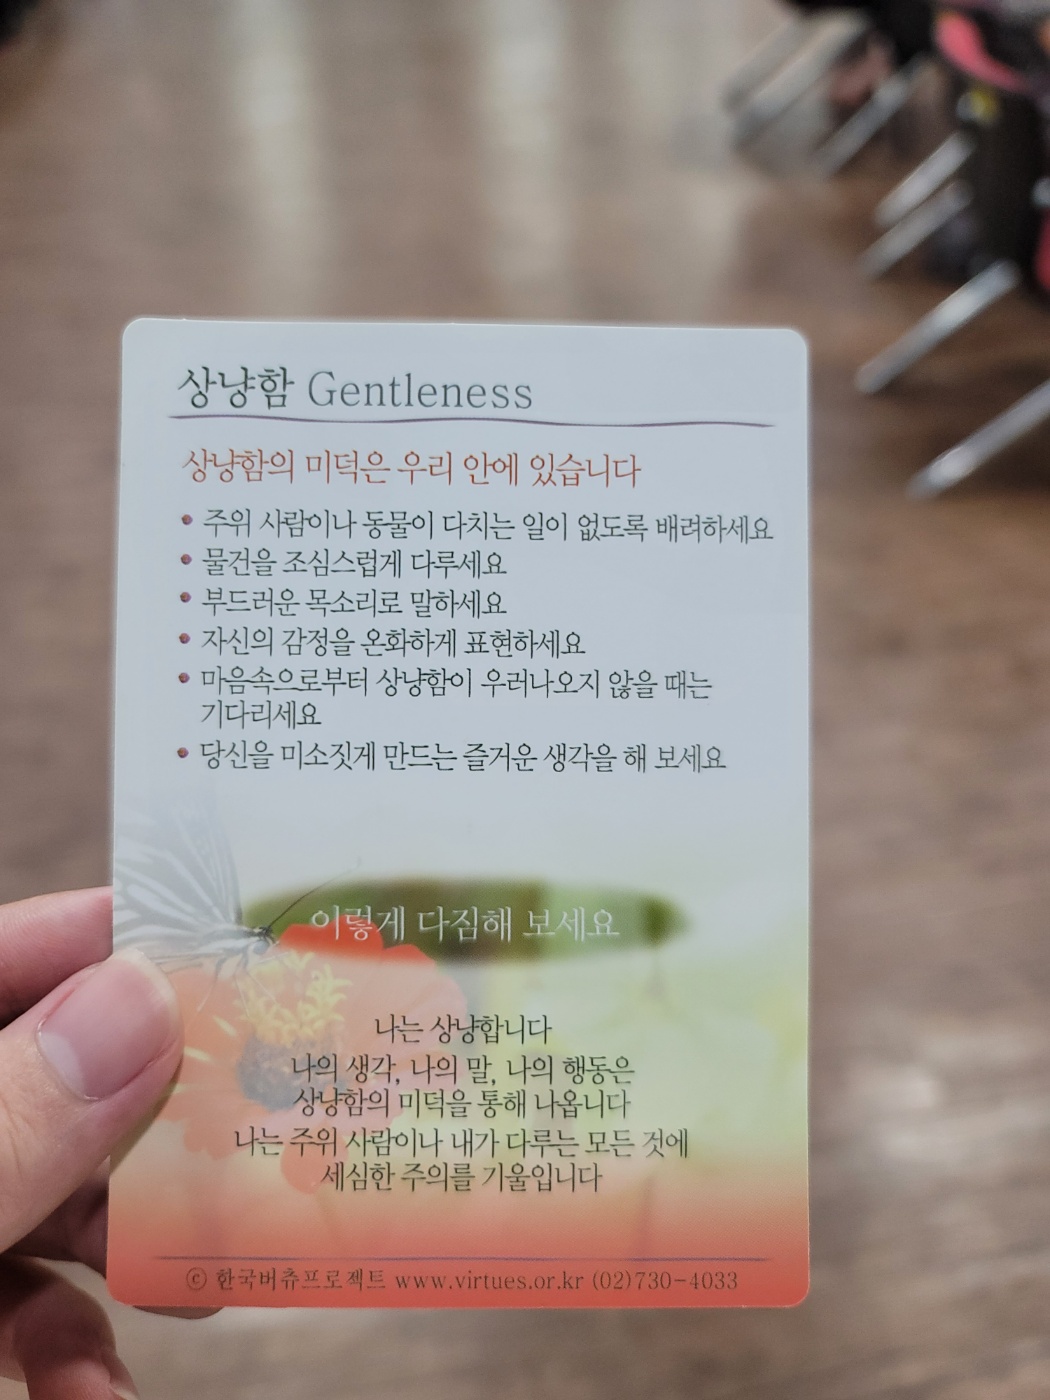 상냥함 Gentleness
상냥함의 미덕은 우리 안에 있습니다
• 주위 사람이나 동물이 다치는 일이 없도록 배려하세요
• 물건을 조심스럽게 다루세요
• 부드러운 목소리로 말하세요
• 자신의 감정을 온화하게 표현하세요
• 마음속으로부터 상냥함이 우러나오지 않을 때는
기다리세요
• 당신을 미소짓게 만드는 즐거운 생각을 해 보세요
이렇게 다짐해 보세요
나는 상냥합니다
나의 생각, 나의 말, 나의 행동은
상냥함의 미덕을 통해 나옵니다
나는 주위 사람이나 내가 다루는 모든 것에
세심한 주의를 기울입니다
ⓒ 한국버츄프로젝트 www.virtues.or.kr (02)730-4033